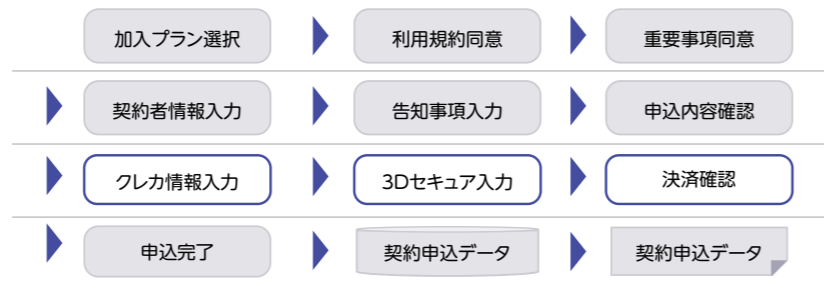 加入プラン選択
利用規約同意
重要事項同意
契約者情報入力
告知事項入力
申込内容確認
クレカ情報入力
3Dセキュア入力
決済確認
申込完了
契約申込データ
契約申込データ